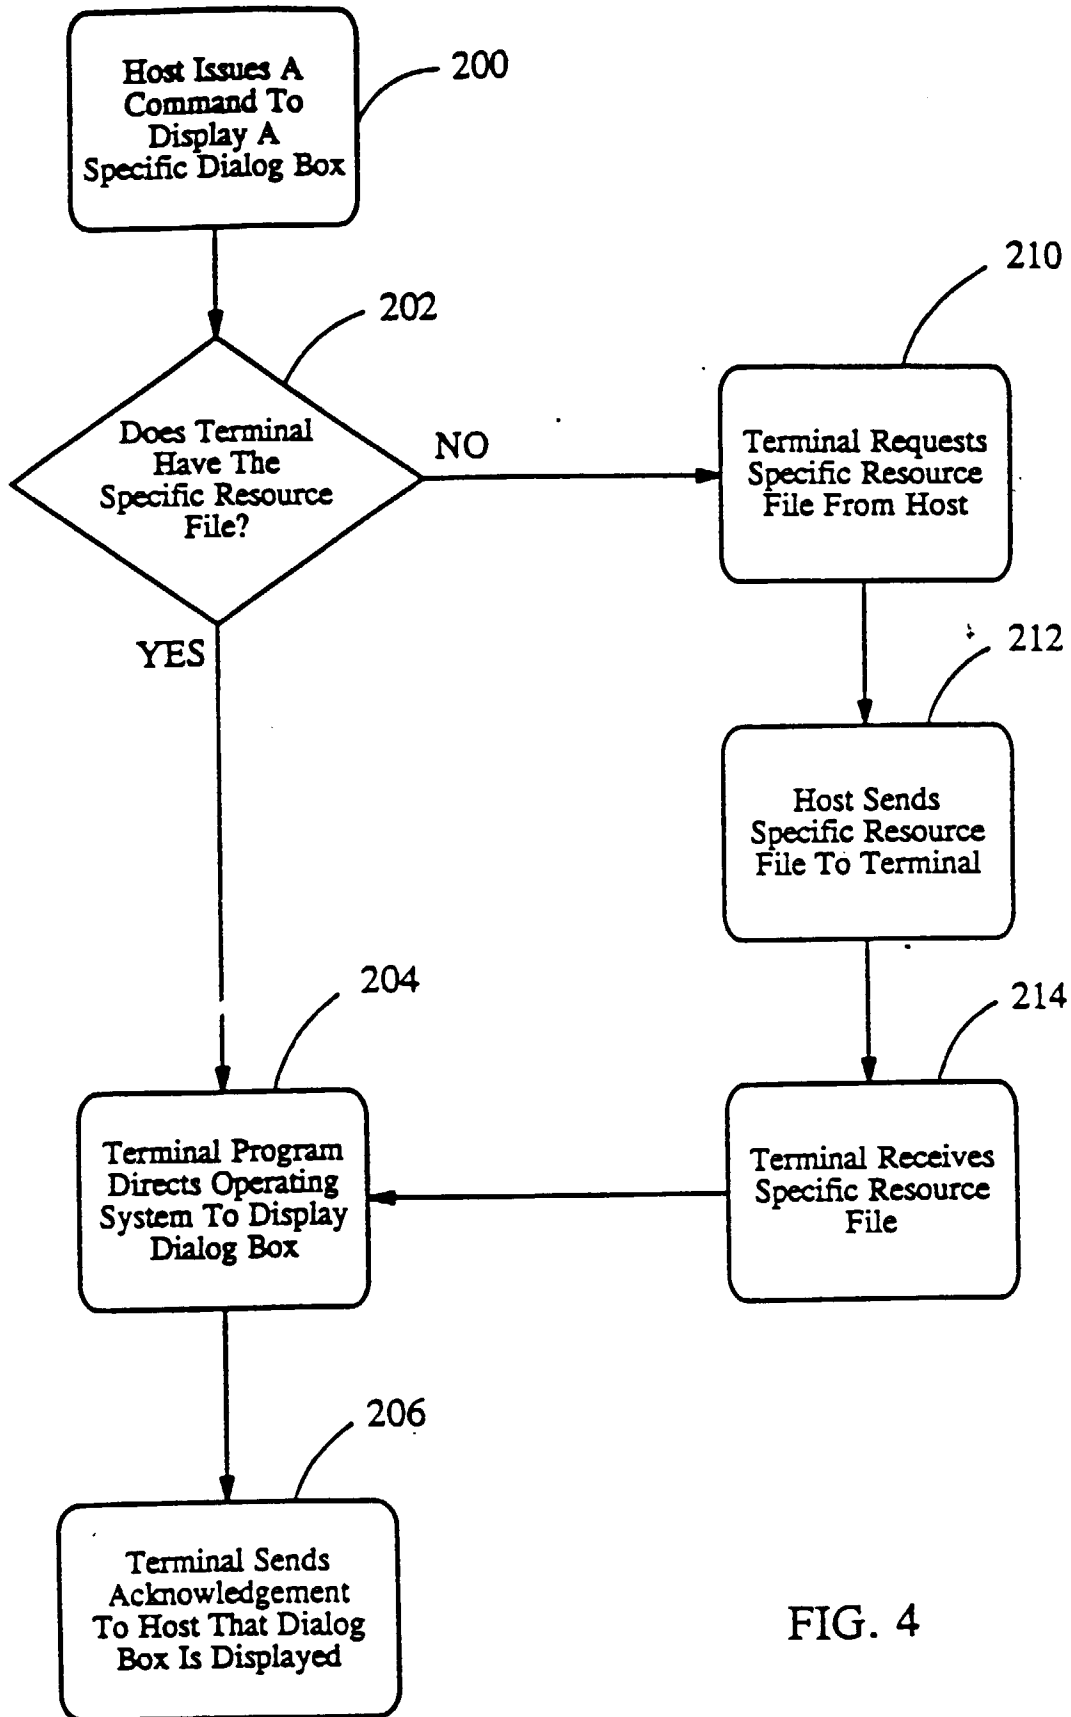 Host Issues A
Command To
Display A
Specific Dialog Box
200
202
Does Terminal
Have The
Specific Resource
File?
NO
YES
210
Terminal Requests
Specific Resource
File From Host
212
Host Sends
Specific Resource
File To Terminal
214
Terminal Receives
Specific Resource
File
204
Terminal Program
Directs Operating
System To Display
Dialog Box
206
Terminal Sends
Acknowledgement
To Host That Dialog
Box Is Displayed
FIG. 4